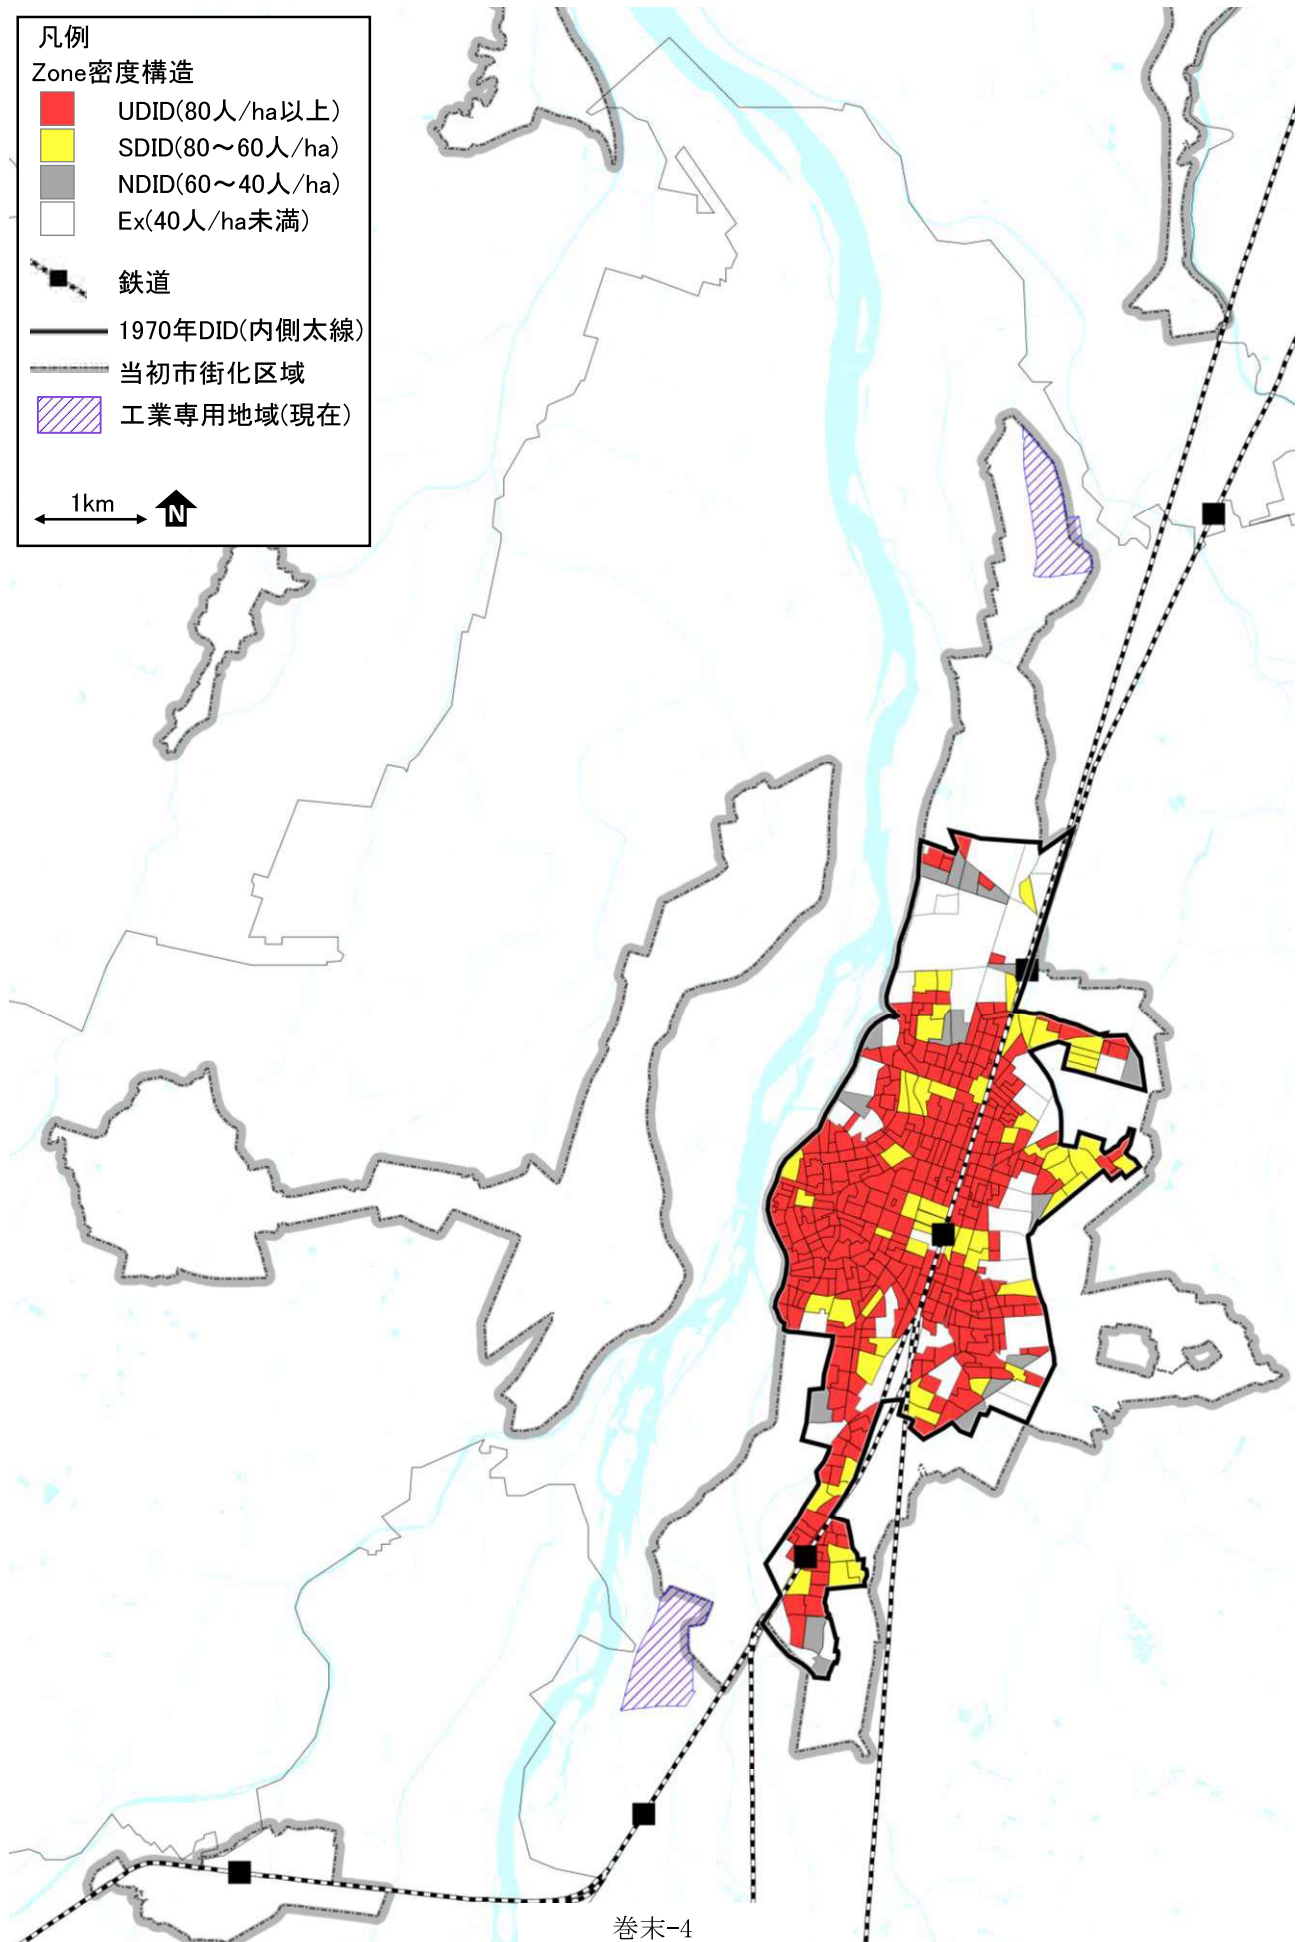 凡例
Zone密度構造
UDID(80人/ha以上)
SDID(80～60人/ha)
NDID(60～40人/ha)
Ex(40人/ha未満)
鉄道
1970年DID(内側太線)
当初市街化区域
工業専用地域(現在)
1km
N
巻末-4